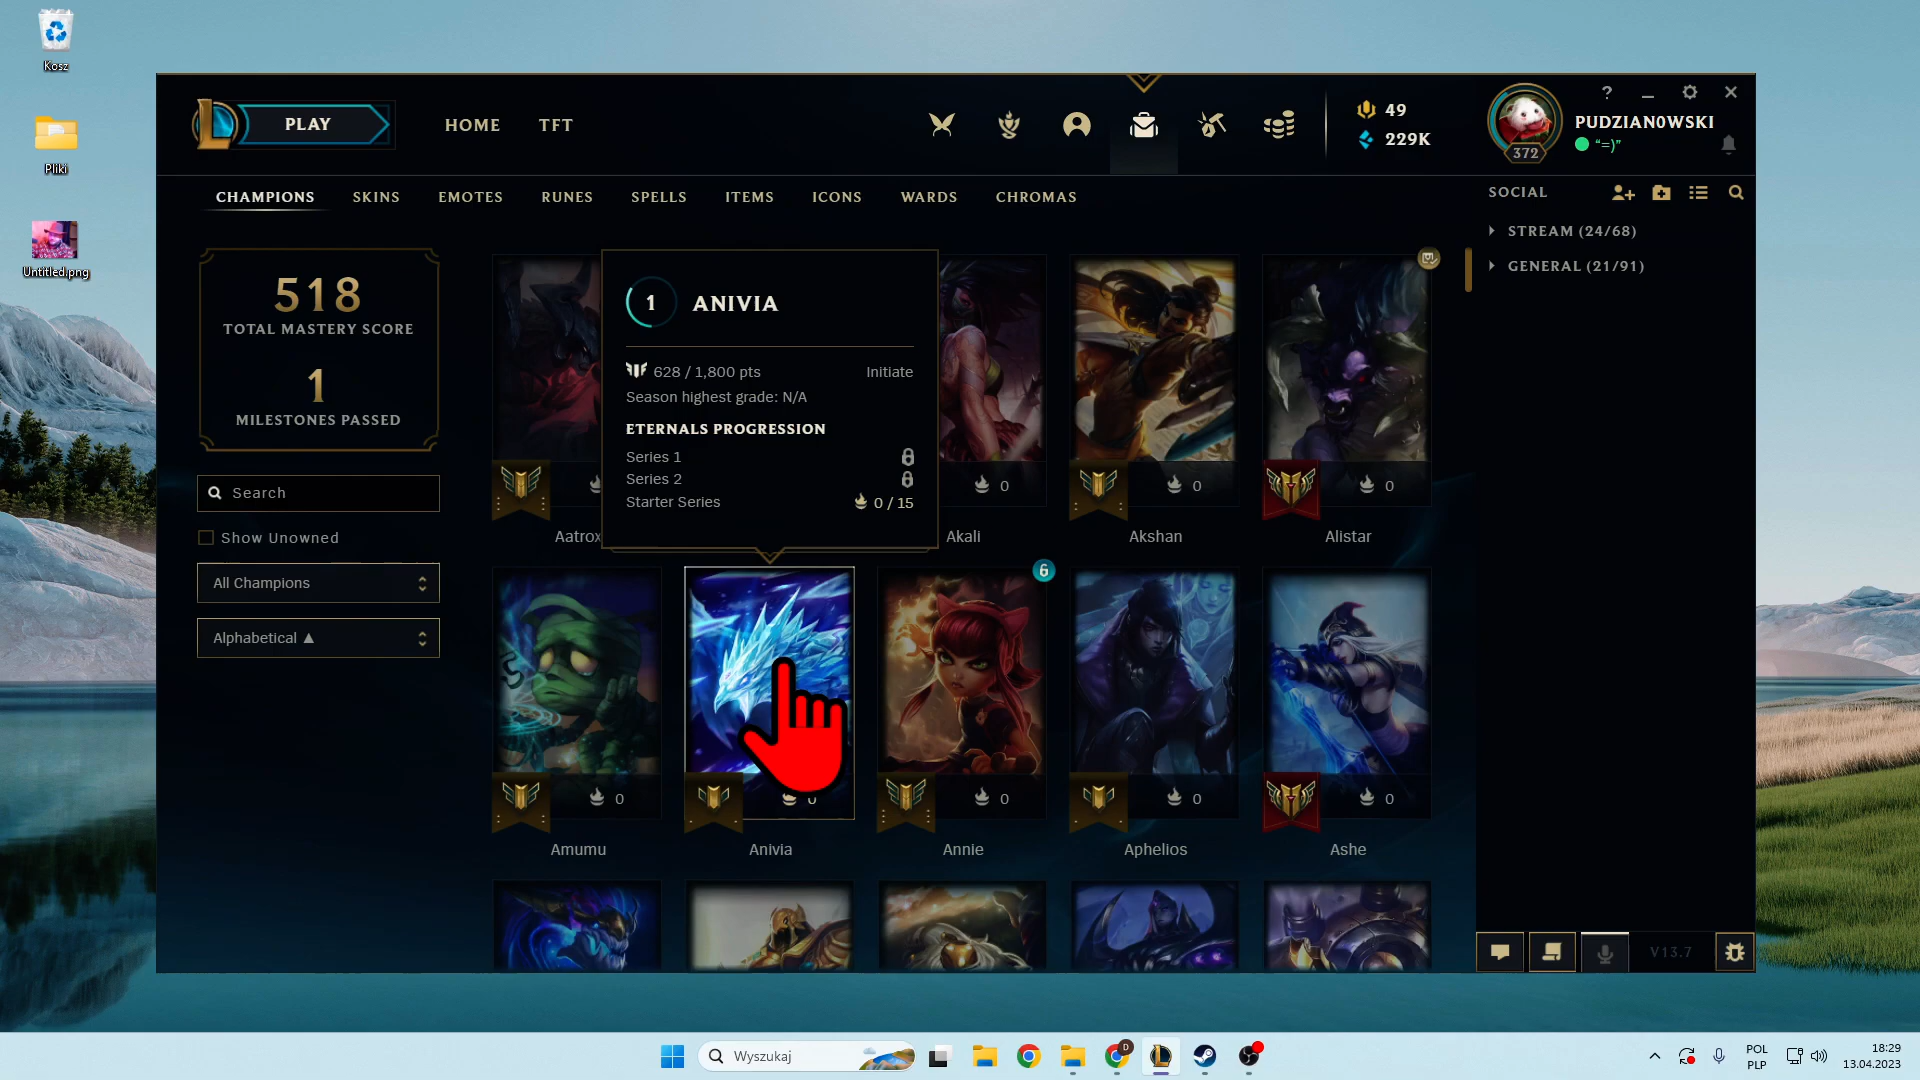 Kosz
Pliki
Untitled.png
PLAY
HOME
TFT
49
229K
372
?
PUDZIAN0WSKI
"=)"
CHAMPIONS
SKINS
EMOTES
RUNES
SPELLS
ITEMS
ICONS
WARDS
CHROMAS
SOCIAL
STREAM (24/68)
GENERAL (21/91)
518
TOTAL MASTERY SCORE
1
MILESTONES PASSED
Search
Show Unowned
All Champions
Alphabetical ▲
1
ANIVIA
628 / 1,800 pts
Initiate
Season highest grade: N/A
ETERNALS PROGRESSION
Series 1
Series 2
Starter Series
0 / 15
0
0
0
Aatrox
Akali
Akshan
Alistar
6
0
0
0
0
0
Amumu
Anivia
Annie
Aphelios
Ashe
V13.7
Wyszukaj
D
POL
PLP
18:29
13.04.2023